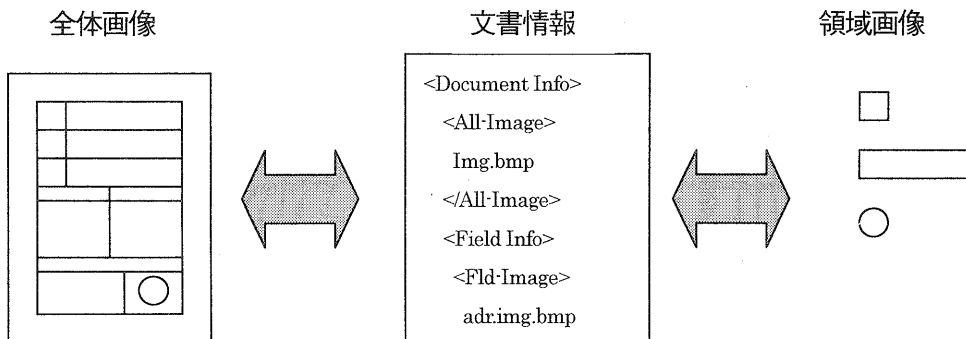 全体画像
文書情報
領域画像
<Document Info>
<All-Image>
Img.bmp
</All-Image>
<Field Info>
<Fld-Image>
adr.img.bmp